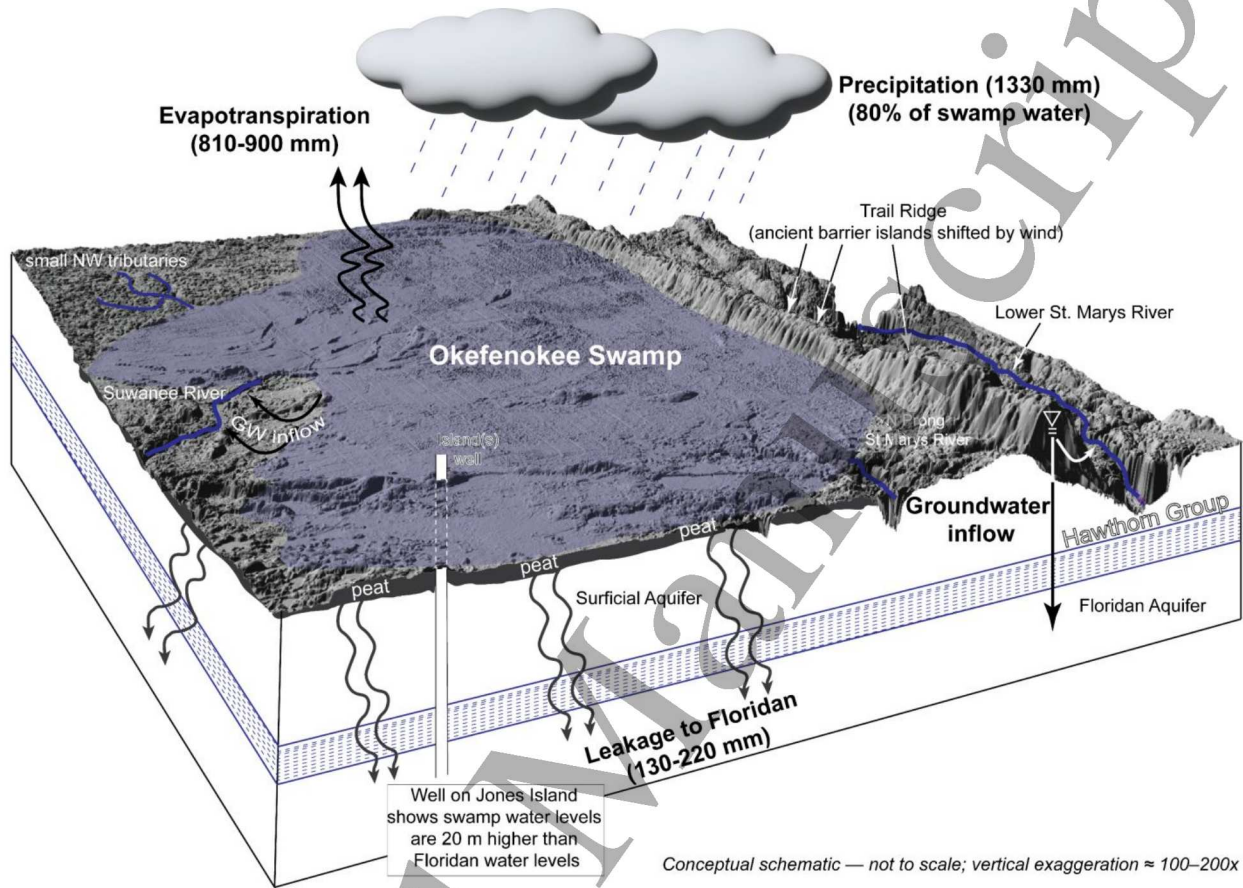 Precipitation (1330 mm)
(80% of swamp water)
Evapotranspiration
(810-900 mm)
Trail Ridge
(ancient barrier islands shifted by wind)
small NW tributaries
Lower St. Marys River
Okefenokee Swamp
Suwanee River
GW inflow
Island(s)
well
Prong
St Marys River
Groundwater
inflow
Hawthorn Group
peat
peat
peat
Surficial Aquifer
Floridan Aquifer
Leakage to Floridan
(130-220 mm)
Well on Jones Island
shows swamp water levels
are 20 m higher than
Floridan water levels
Conceptual schematic — not to scale; vertical exaggeration ≈ 100–200x
Manuscrip